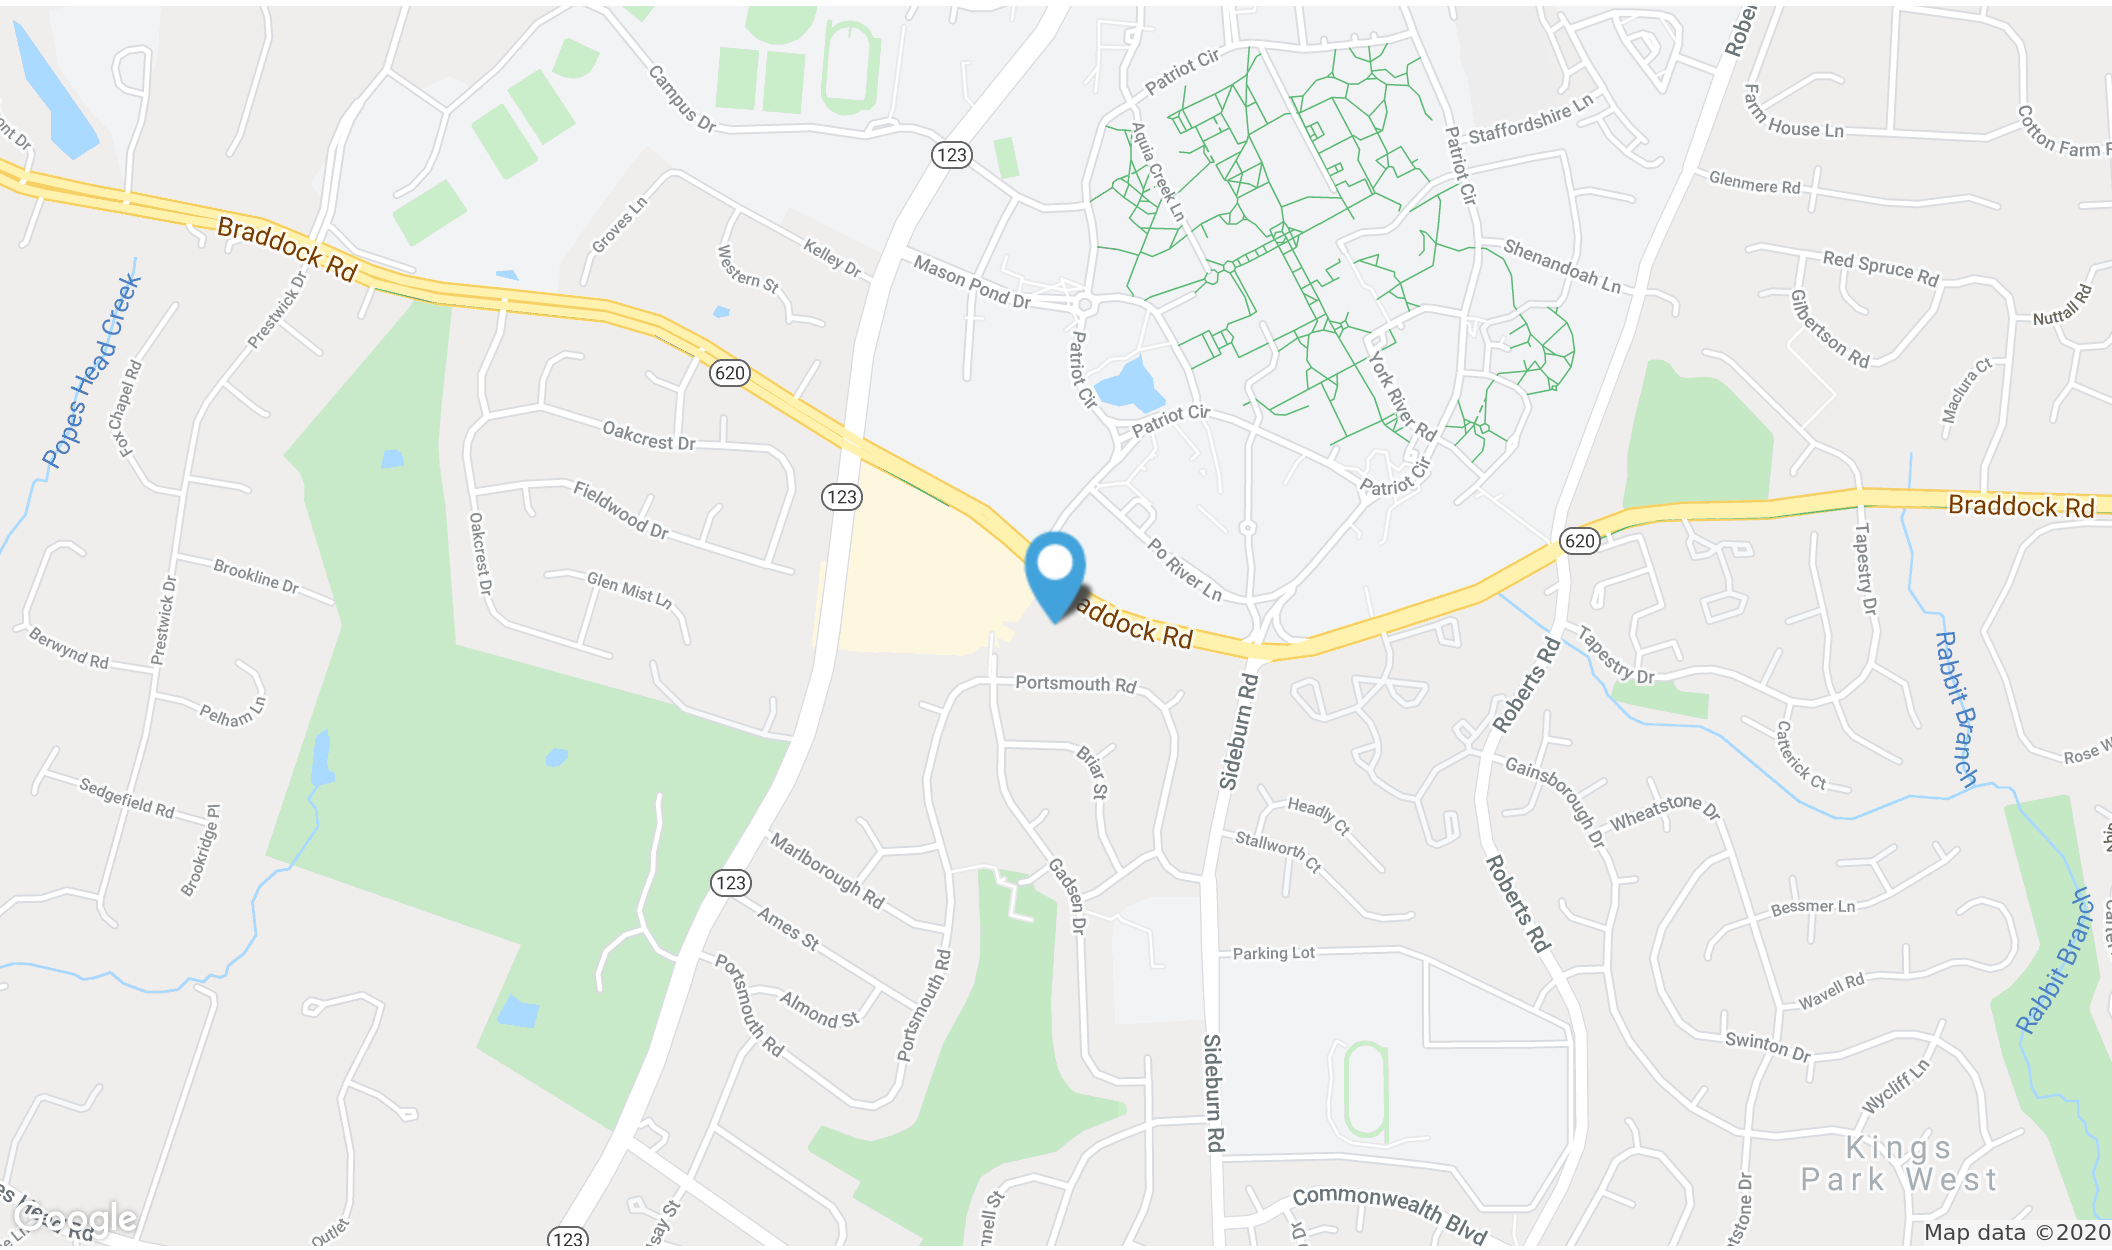 Campus Dr
Patriot Cir
Aquia Creek Ln
Patriot Cir
Staffordshire Ln
Farm House Ln
Cotton Farm
Glenmere Rd
123
Groves Ln
Kelley Dr
Western St
Mason Pond Dr
Shenandoah Ln
Red Spruce Rd
Gilbertson Rd
Nuttall Rd
Braddock Rd
Prestwick Dr
Popes Head Creek
Fox Chapel Rd
620
Patriot Cir
Patriot Cir
York River Rd
Maclura Ct
Oakcrest Dr
Patriot Cir
123
Fieldwood Dr
Oakcrest Dr
Braddock Rd
620
Po River Ln
Tapestry Dr
Brookline Dr
Glen Mist Ln
Prestwick Dr
addock Rd
Berwynd Rd
Tapestry Dr
Rabbit Branch
Roberts Rd
Portsmouth Rd
Pelham Ln
Sideburn Rd
Briar St
Catterick Ct
Rose
Gainsborough Dr
Sedgefield Rd
Brookridge Pl
Headly Ct
Wheatstone Dr
Stallworth Ct
Marlborough Rd
123
Gadsen Dr
Roberts Rd
Ames St
Bessmer Ln
Rabbit Branch
Parking Lot
Portsmouth Rd
Portsmouth Rd
Almond St
Wavell Rd
Swinton Dr
Sideburn Rd
Wycliff Ln
Kings
Park West
Commonwealth Blvd
Outlet
Google
123
Map data ©2020